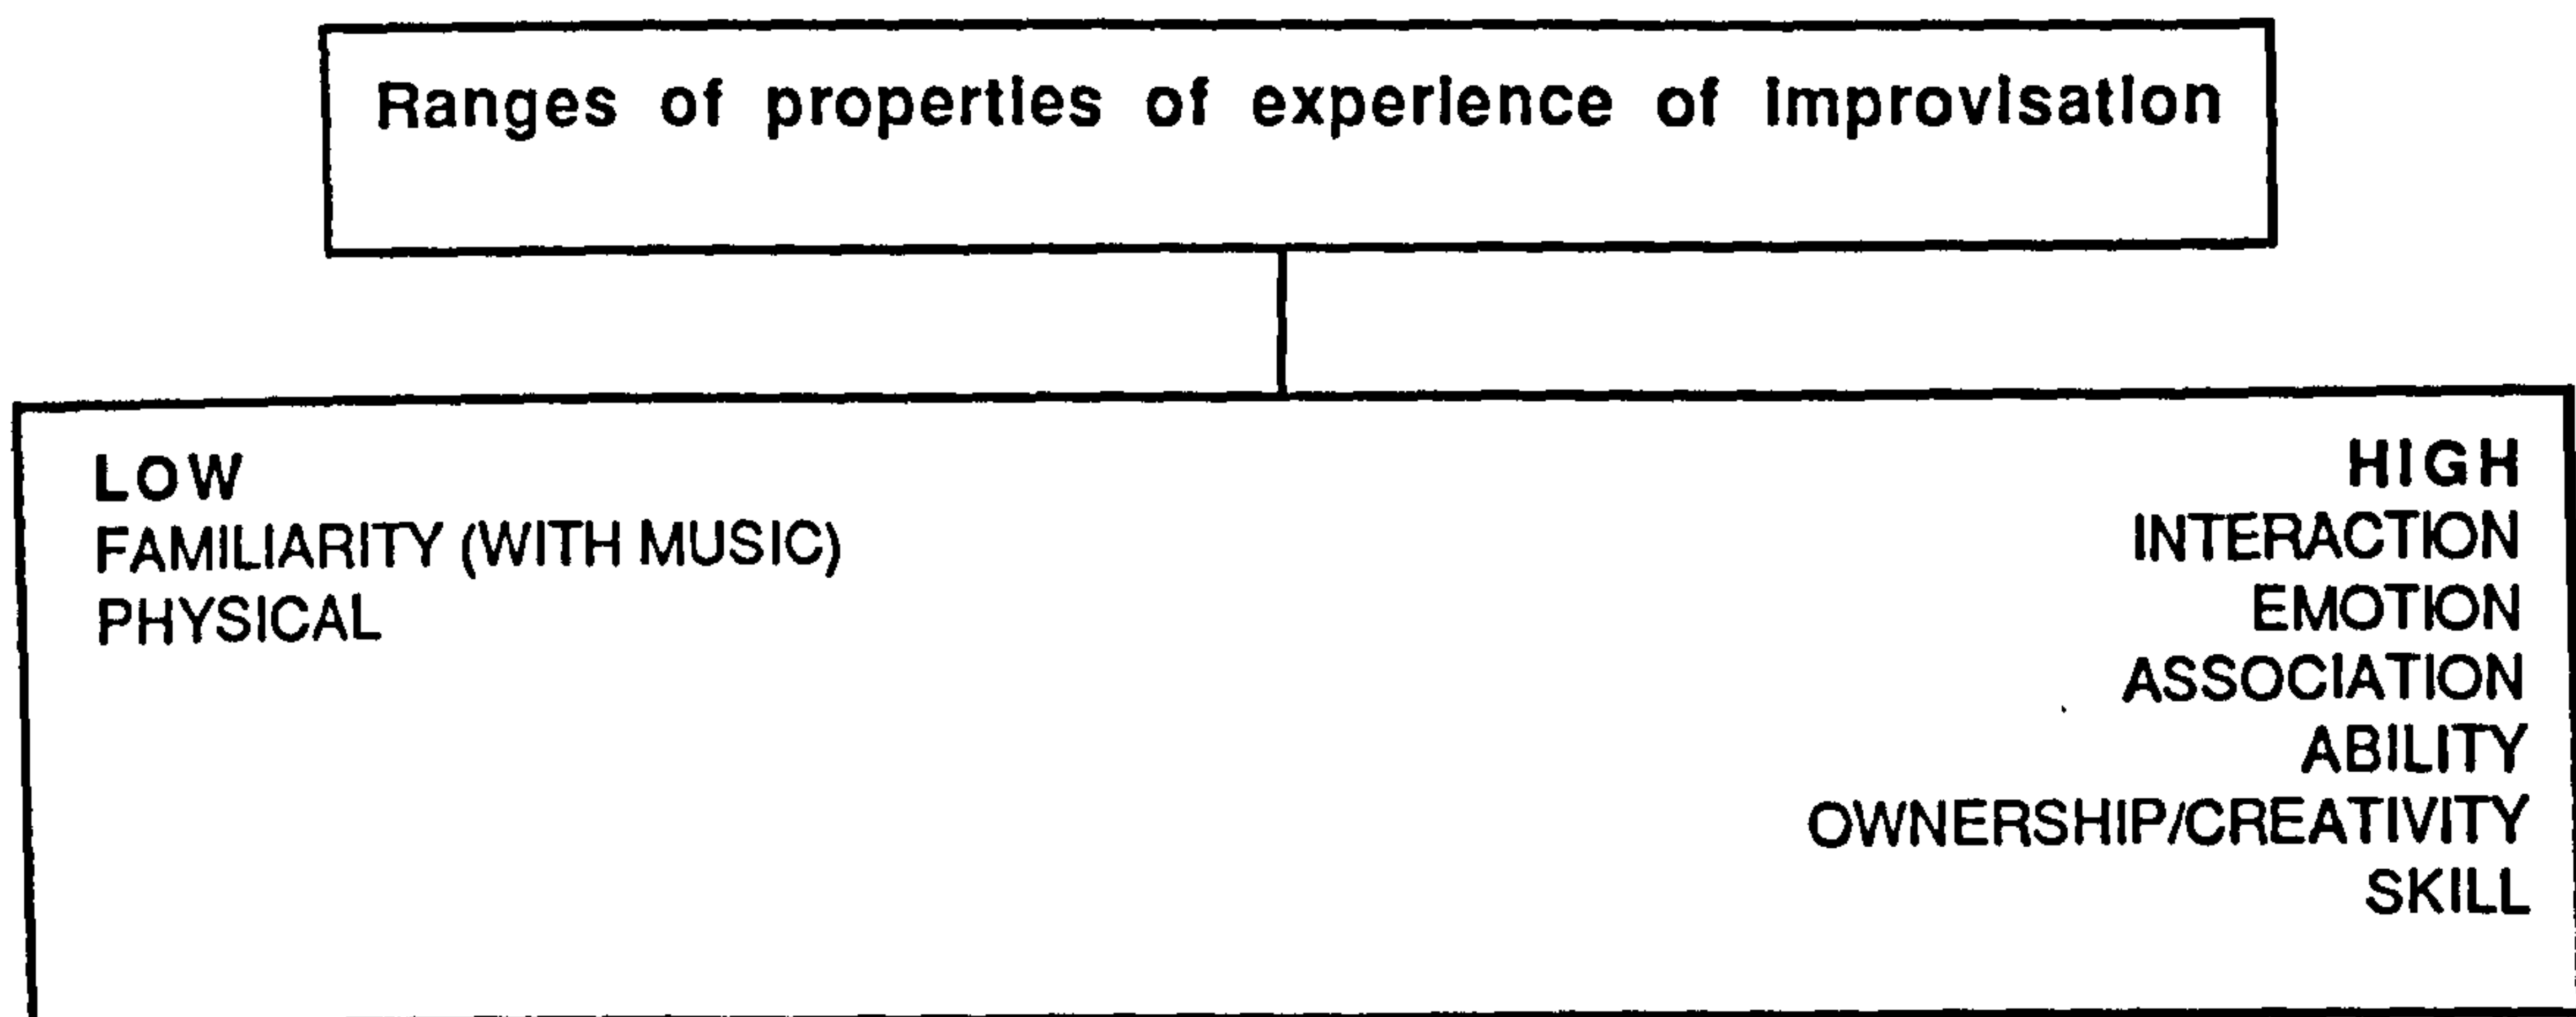 Ranges of properties of experience of improvisation
LOW HIGH
FAMILIARITY (WITH MUSIC) INTERACTION
PHYSICAL EMOTION
ASSOCIATION
ABILITY
OWNERSHIP/CREATIVITY
SKILL